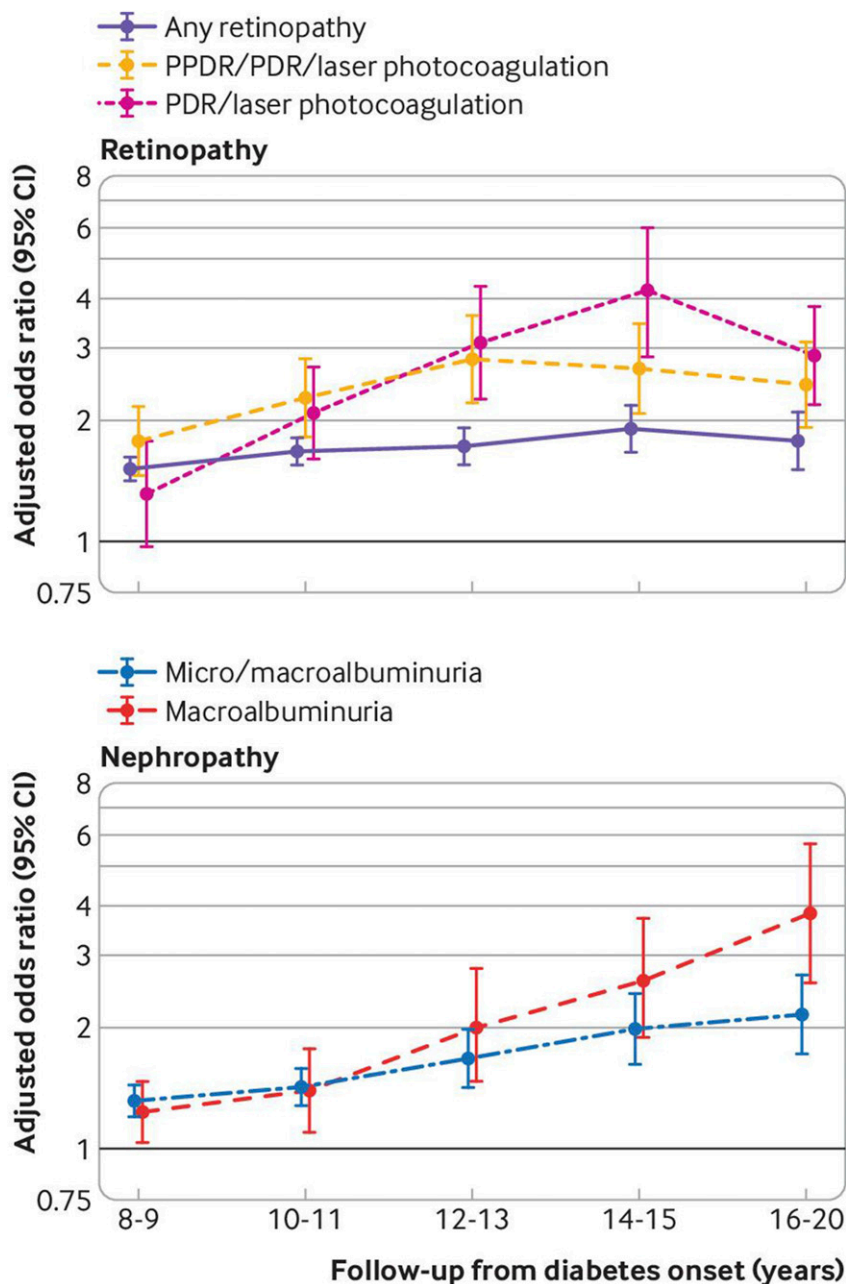 Any retinopathy
PPDR/PDR/laser photocoagulation
PDR/laser photocoagulation
Retinopathy
Adjusted odds ratio (95% CI)
8
6
4
3
2
1
0.75
Micro/macroalbuminuria
Macroalbuminuria
Nephropathy
Adjusted odds ratio (95% CI)
8
6
4
3
2
1
0.75
8-9 10-11 12-13 14-15 16-20
Follow-up from diabetes onset (years)